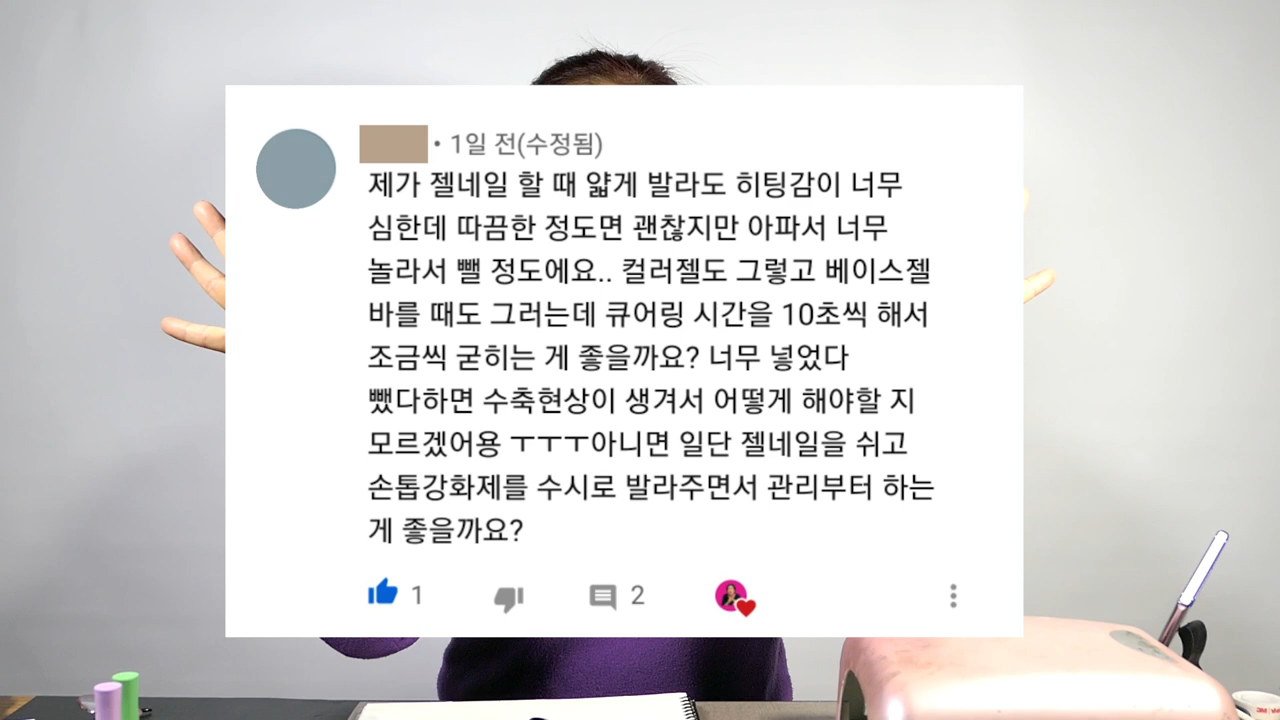 • 1일 전(수정됨)
제가 젤네일 할 때 얇게 발라도 히팅감이 너무
심한데 따끔한 정도면 괜찮지만 아파서 너무
놀라서 뺄 정도에요.. 컬러젤도 그렇고 베이스젤
바를 때도 그러는데 큐어링 시간을 10초씩 해서
조금씩 굳히는 게 좋을까요? 너무 넣었다
뺐다하면 수축현상이 생겨서 어떻게 해야할 지
모르겠어용 ㅜㅜㅜ아니면 일단 젤네일을 쉬고
손톱강화제를 수시로 발라주면서 관리부터 하는
게 좋을까요?
1 2
3M